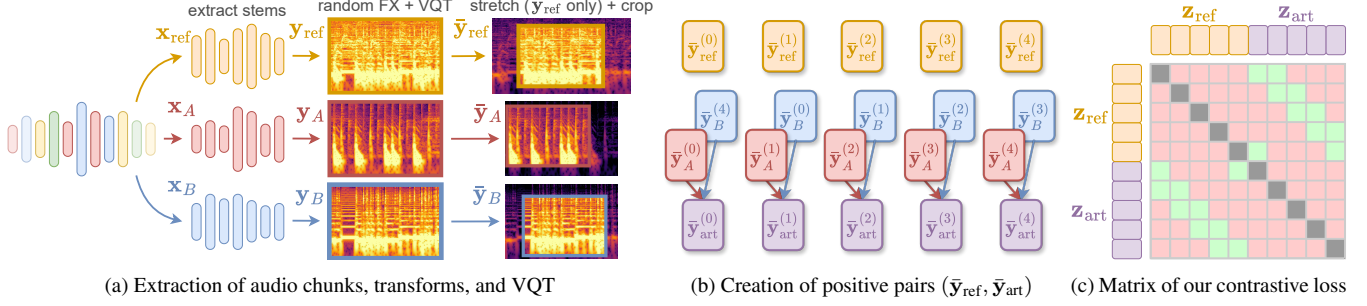 extract stems
random FX + VQT
stretch (y_ref only) + crop
x_ref
y_ref
ȳ_ref
x_A
y_A
ȳ_A
x_B
y_B
ȳ_B
(a) Extraction of audio chunks, transforms, and VQT
ȳ_ref^(0) ȳ_ref^(1) ȳ_ref^(2) ȳ_ref^(3) ȳ_ref^(4)
ȳ_B^(4) ȳ_B^(0) ȳ_B^(1) ȳ_B^(2) ȳ_B^(3)
ȳ_A^(0) ȳ_A^(1) ȳ_A^(2) ȳ_A^(3) ȳ_A^(4)
ȳ_art^(0) ȳ_art^(1) ȳ_art^(2) ȳ_art^(3) ȳ_art^(4)
(b) Creation of positive pairs (ȳ_ref, ȳ_art)
z_ref z_art
z_ref
z_art
(c) Matrix of our contrastive loss